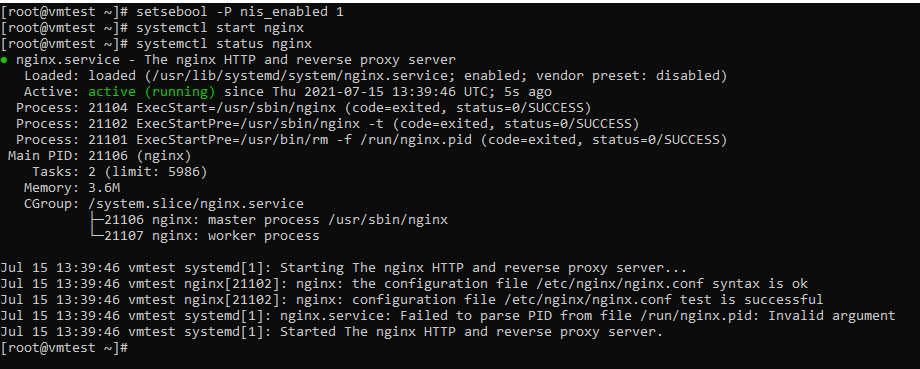 [root@vmtest ~]# setsebool -P nis_enabled 1
[root@vmtest ~]# systemctl start nginx
[root@vmtest ~]# systemctl status nginx
● nginx.service - The nginx HTTP and reverse proxy server
   Loaded: loaded (/usr/lib/systemd/system/nginx.service; enabled; vendor preset: disabled)
   Active: active (running) since Thu 2021-07-15 13:39:46 UTC; 5s ago
  Process: 21104 ExecStart=/usr/sbin/nginx (code=exited, status=0/SUCCESS)
  Process: 21102 ExecStartPre=/usr/sbin/nginx -t (code=exited, status=0/SUCCESS)
  Process: 21101 ExecStartPre=/usr/bin/rm -f /run/nginx.pid (code=exited, status=0/SUCCESS)
 Main PID: 21106 (nginx)
    Tasks: 2 (limit: 5986)
   Memory: 3.6M
   CGroup: /system.slice/nginx.service
           ├─21106 nginx: master process /usr/sbin/nginx
           └─21107 nginx: worker process

Jul 15 13:39:46 vmtest systemd[1]: Starting The nginx HTTP and reverse proxy server...
Jul 15 13:39:46 vmtest nginx[21102]: nginx: the configuration file /etc/nginx/nginx.conf syntax is ok
Jul 15 13:39:46 vmtest nginx[21102]: nginx: configuration file /etc/nginx/nginx.conf test is successful
Jul 15 13:39:46 vmtest systemd[1]: nginx.service: Failed to parse PID from file /run/nginx.pid: Invalid argument
Jul 15 13:39:46 vmtest systemd[1]: Started The nginx HTTP and reverse proxy server.
[root@vmtest ~]#